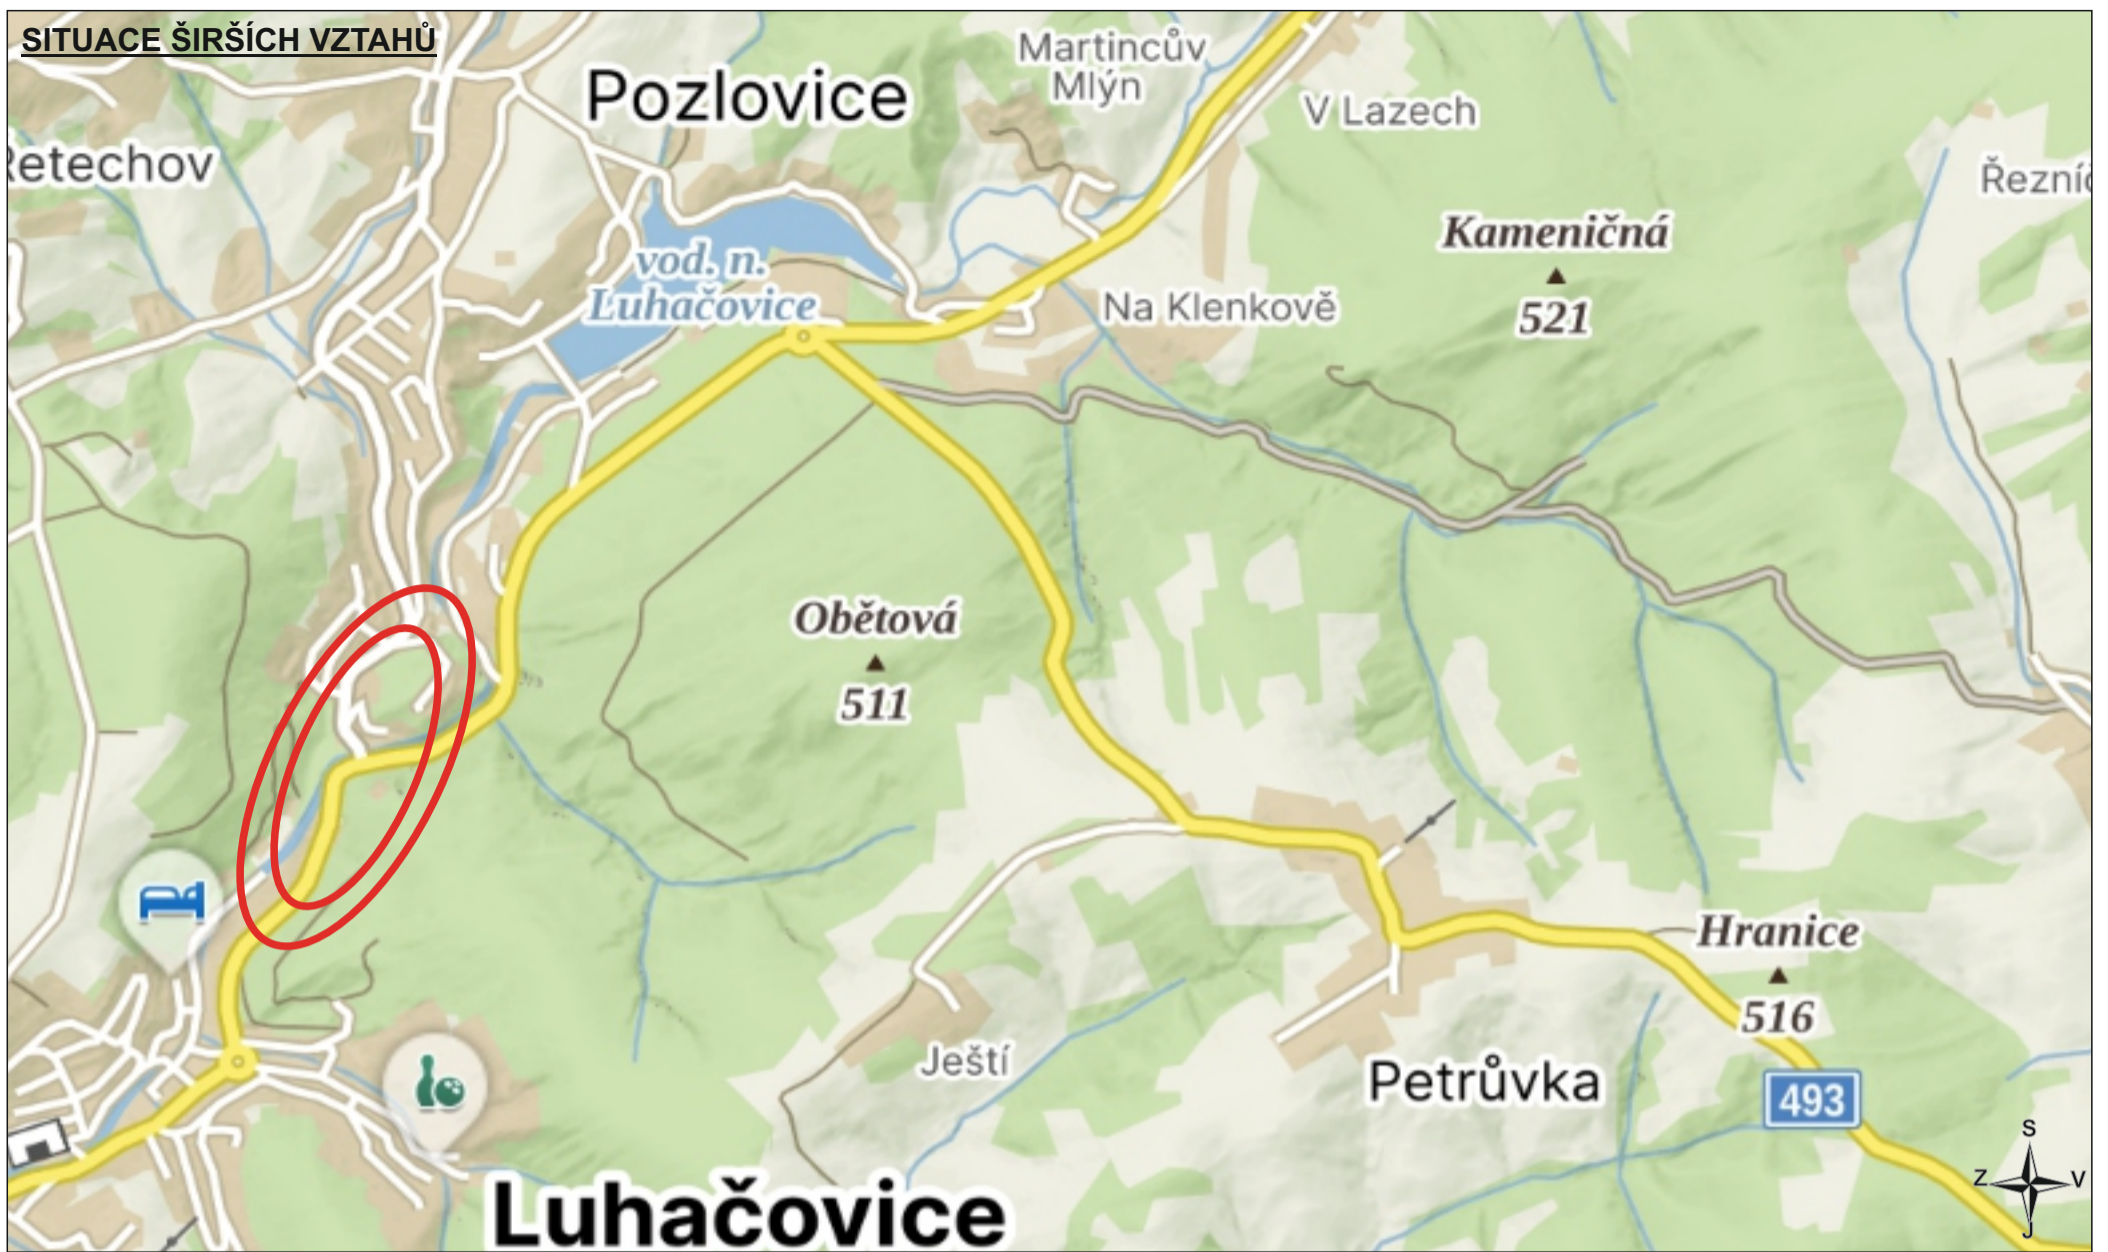 SITUACE ŠIRŠÍCH VZTAHŮ
Martincův
Mlýn
Pozlovice
V Lazech
Retechov
Řezní
Kameničná
521
vod. n.
Luhačovice
Na Klenkově
Obětová
511
Hranice
516
Ještí
Petrůvka
493
Luhačovice
S
Z
V
J